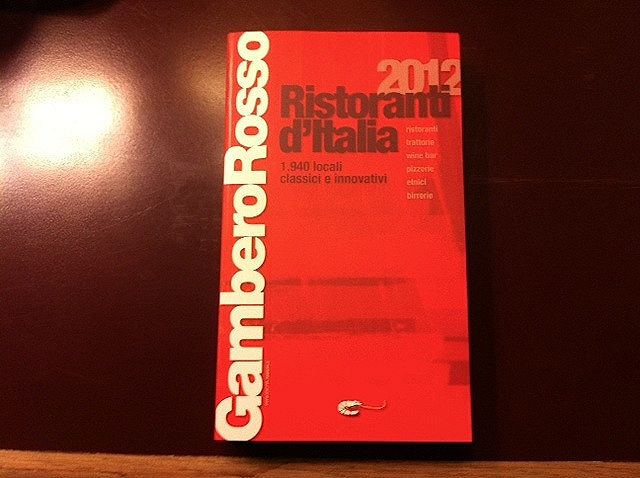 GamberoRosso
2012
Ristoranti
d'Italia
1.940 locali
classici e innovativi
ristoranti
trattorie
wine bar
pizzerie
etnici
birrerie